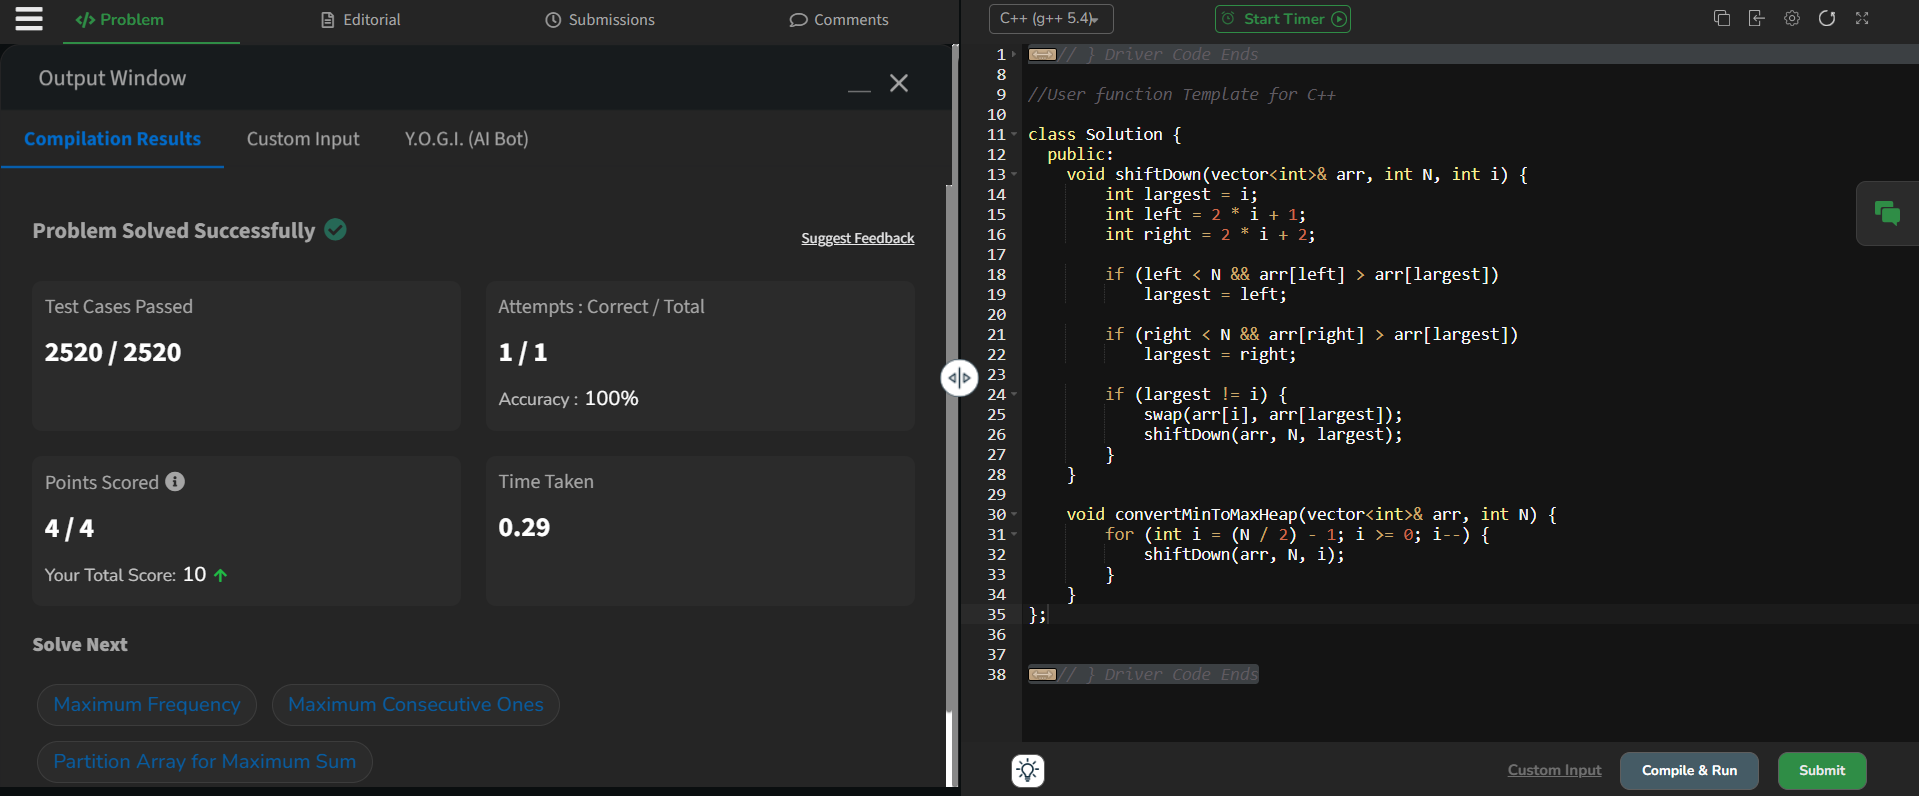 </> Problem
Editorial
Submissions
Comments
Output Window
Compilation Results
Custom Input
Y.O.G.I. (AI Bot)
Problem Solved Successfully
Suggest Feedback
Test Cases Passed
2520 / 2520
Attempts : Correct / Total
1 / 1
Accuracy : 100%
Points Scored
4 / 4
Your Total Score: 10
Time Taken
0.29
Solve Next
Maximum Frequency
Maximum Consecutive Ones
Partition Array for Maximum Sum
C++ (g++ 5.4)
Start Timer
1 // } Driver Code Ends
8
9 //User function Template for C++
10
11 class Solution {
12 public:
13 void shiftDown(vector<int>& arr, int N, int i) {
14 int largest = i;
15 int left = 2 * i + 1;
16 int right = 2 * i + 2;
17
18 if (left < N && arr[left] > arr[largest])
19 largest = left;
20
21 if (right < N && arr[right] > arr[largest])
22 largest = right;
23
24 if (largest != i) {
25 swap(arr[i], arr[largest]);
26 shiftDown(arr, N, largest);
27 }
28 }
29
30 void convertMinToMaxHeap(vector<int>& arr, int N) {
31 for (int i = (N / 2) - 1; i >= 0; i--) {
32 shiftDown(arr, N, i);
33 }
34 }
35 };
36
37
38 // } Driver Code Ends
Custom Input
Compile & Run
Submit